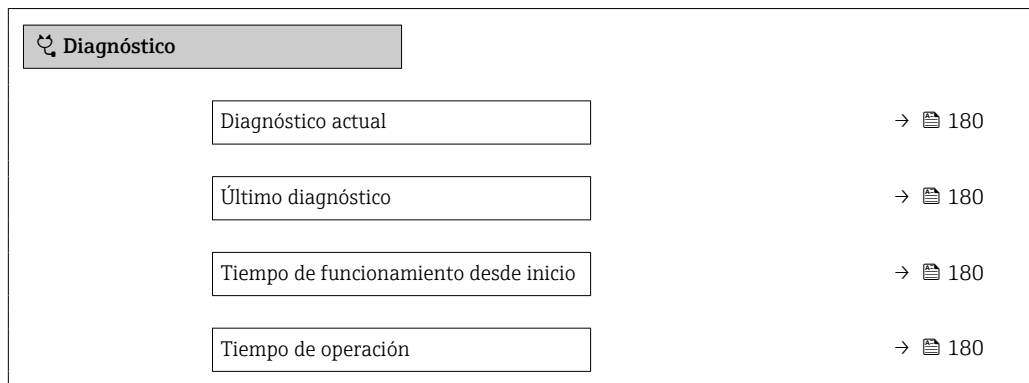 Diagnóstico
Diagnóstico actual → 180
Último diagnóstico → 180
Tiempo de funcionamiento desde inicio → 180
Tiempo de operación → 180